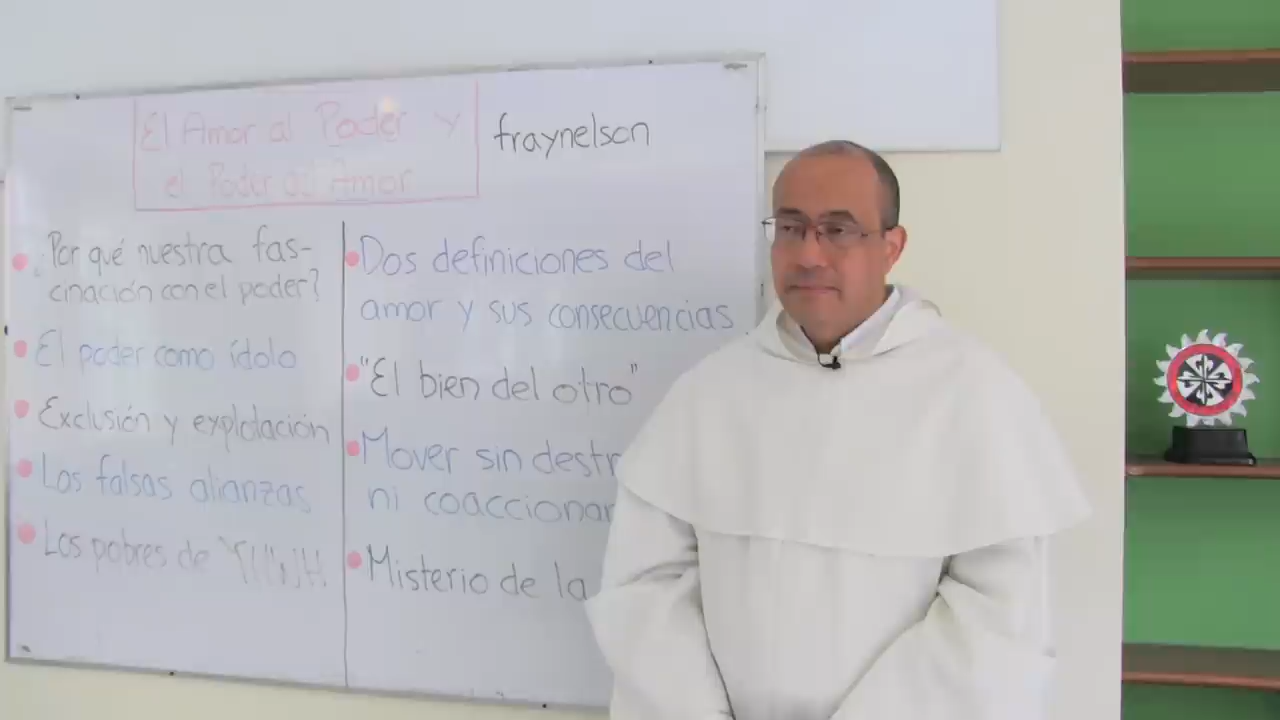 El Amor al Poder y
el Poder del Amor
fraynelson
¿Por qué nuestra fas-
cinación con el poder?
El poder como ídolo
Exclusión y explotación
Las falsas alianzas
Los pobres de YHWH
Dos definiciones del
amor y sus consecuencias
"El bien del otro"
Mover sin destr
ni coaccionar
Misterio de la